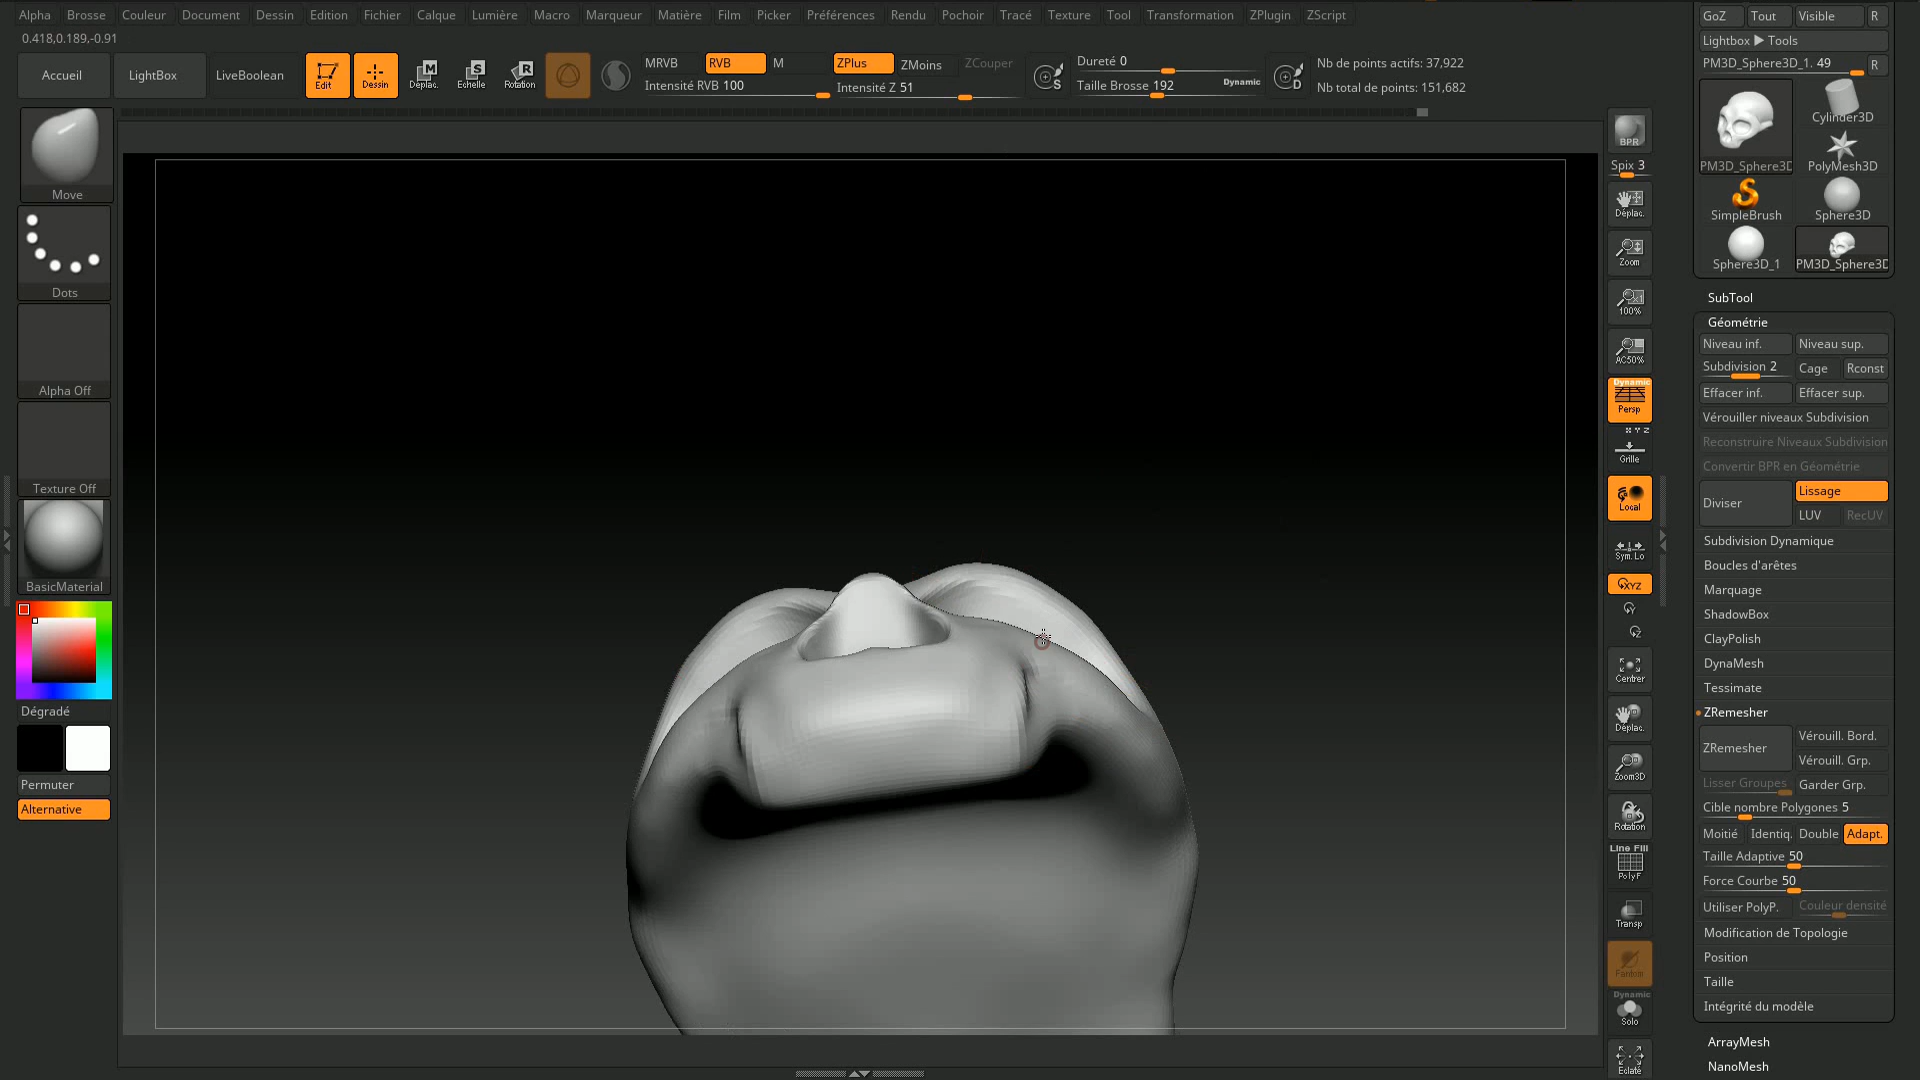 Alpha Brosse Couleur Document Dessin Edition Fichier Calque Lumière Macro Marqueur Matière Film Picker Préférences Rendu Pochoir Tracé Texture Tool Transformation ZPlugin ZScript
0.418,0.189,-0.91
Accueil LightBox LiveBoolean Edit Dessin Déplac. Echelle Rotation
MRVB RVB M ZPlus ZMoins ZCouper
Intensité RVB 100 Intensité Z 51
Dureté 0
Taille Brosse 192 Dynamic
Nb de points actifs: 37,922
Nb total de points: 151,682
Move
Dots
Alpha Off
Texture Off
BasicMaterial
Dégradé
Permuter
Alternative
BPR
Spix 3
Déplac.
Zoom
100%
AC50%
Dynamic
Persp
X Y Z
Grille
Local
Sym. Lo
XYZ
Y
Z
Centrer
Déplac.
Zoom3D
Rotation
Line Fill
PolyF
Transp
Fantom
Dynamic
Solo
Eclaté
GoZ Tout Visible R
Lightbox ▶ Tools
PM3D_Sphere3D_1. 49 R
Cylinder3D
PM3D_Sphere3D PolyMesh3D
SimpleBrush Sphere3D
Sphere3D_1 PM3D_Sphere3D
SubTool
Géométrie
Niveau inf. Niveau sup.
Subdivision 2 Cage Rconst
Effacer inf. Effacer sup.
Vérouiller niveaux Subdivision
Reconstruire Niveaux Subdivision
Convertir BPR en Géométrie
Diviser Lissage
LUV RecUV
Subdivision Dynamique
Boucles d'arêtes
Marquage
ShadowBox
ClayPolish
DynaMesh
Tessimate
ZRemesher
ZRemesher Vérouill. Bord.
Vérouill. Grp.
Lisser Groupes Garder Grp.
Cible nombre Polygones 5
Moitié Identiq. Double Adapt.
Taille Adaptive 50
Force Courbe 50
Utiliser PolyP. Couleur densité
Modification de Topologie
Position
Taille
Intégrité du modèle
ArrayMesh
NanoMesh